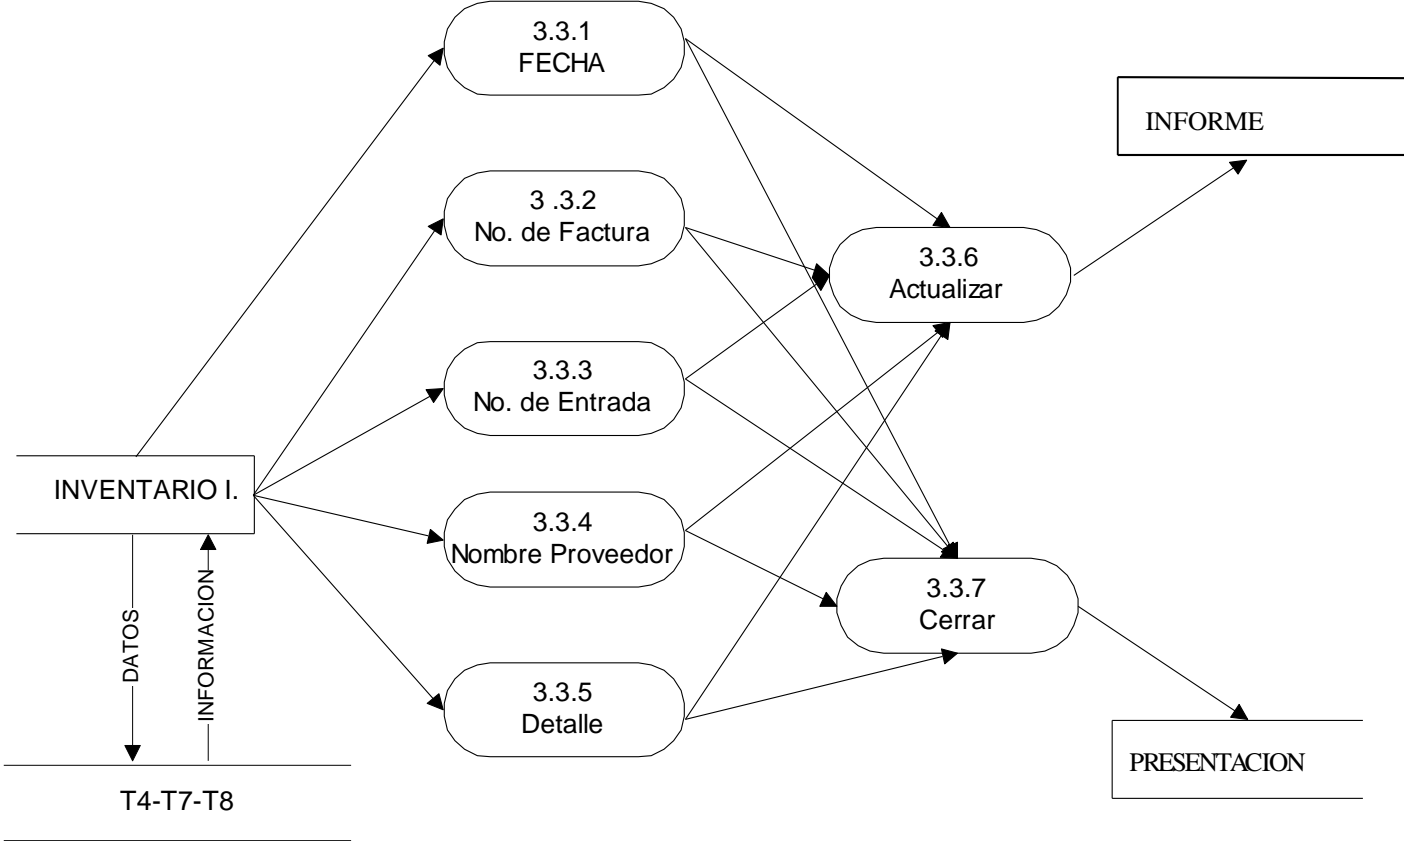 3.3.1
FECHA
INFORME
3 .3.2
No. de Factura
3.3.6
Actualizar
3.3.3
No. de Entrada
INVENTARIO I.
3.3.4
Nombre Proveedor
3.3.7
Cerrar
DATOS
INFORMACION
3.3.5
Detalle
PRESENTACION
T4-T7-T8